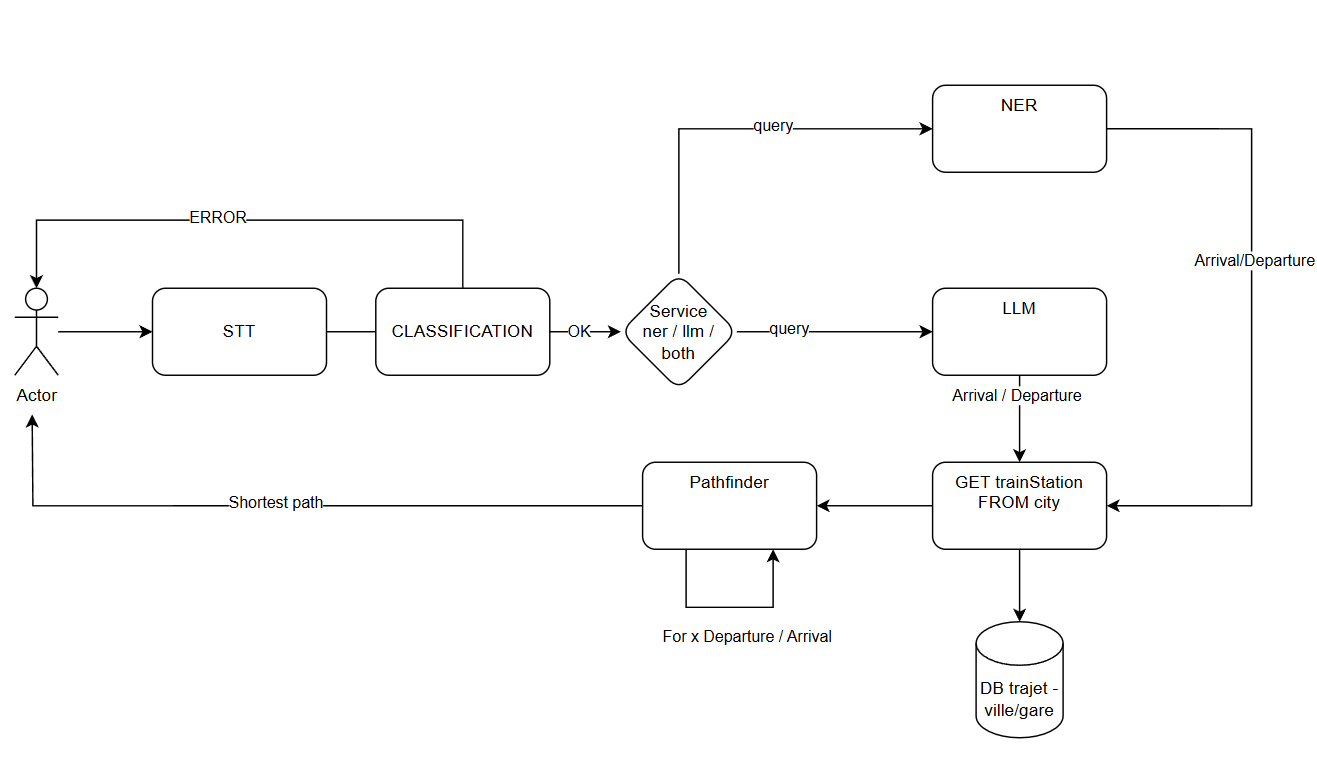 NER
query
ERROR
Arrival/Departure
STT
CLASSIFICATION
OK
Service
ner / llm /
both
query
LLM
Actor
Arrival / Departure
Pathfinder
GET trainStation
FROM city
Shortest path
For x Departure / Arrival
DB trajet -
ville/gare